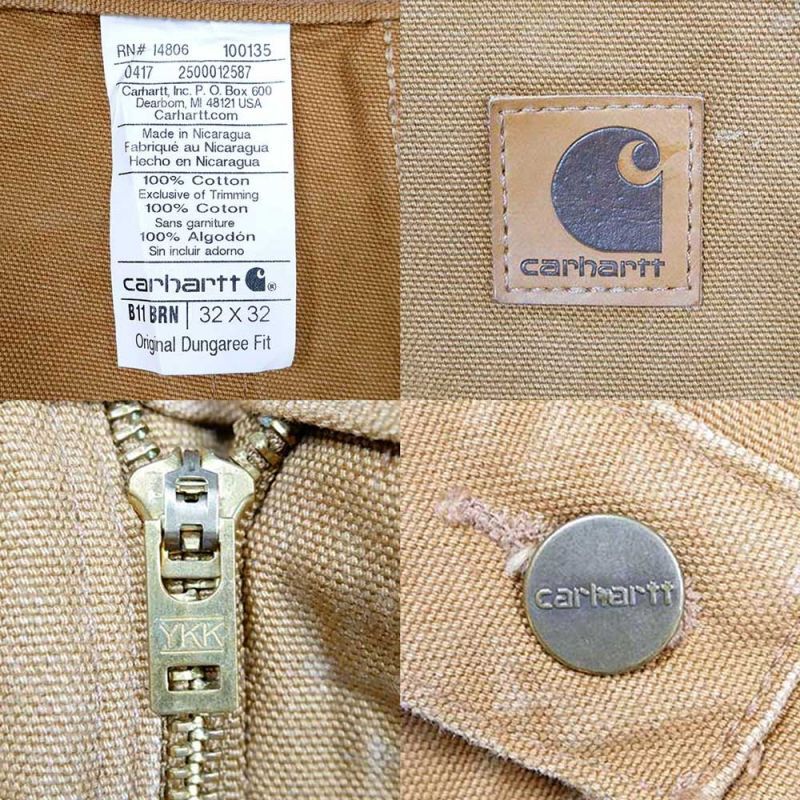 RN# 14806 100135
0417 2500012587
Carhartt, Inc. P. O. Box 600
Dearborn, MI 48121 USA
Carhartt.com
Made in Nicaragua
Fabriqué au Nicaragua
Hecho en Nicaragua
100% Cotton
Exclusive of Trimming
100% Coton
Sans garniture
100% Algodón
Sin incluir adorno
carhartt ®
B11 BRN 32 X 32
Original Dungaree Fit
carhartt
YKK
carhartt